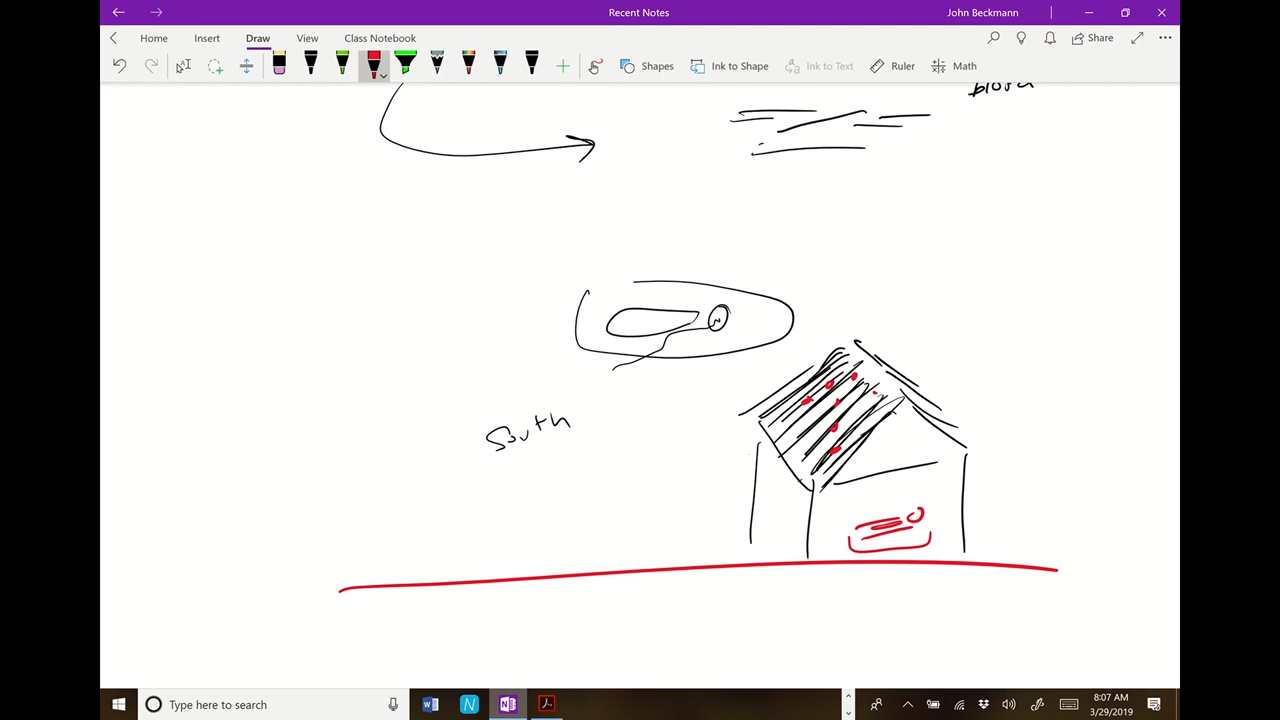 Recent Notes
John Beckmann
Home Insert Draw View Class Notebook
Share
Shapes Ink to Shape Ink to Text Ruler Math
South
Type here to search
8:07 AM
3/29/2019